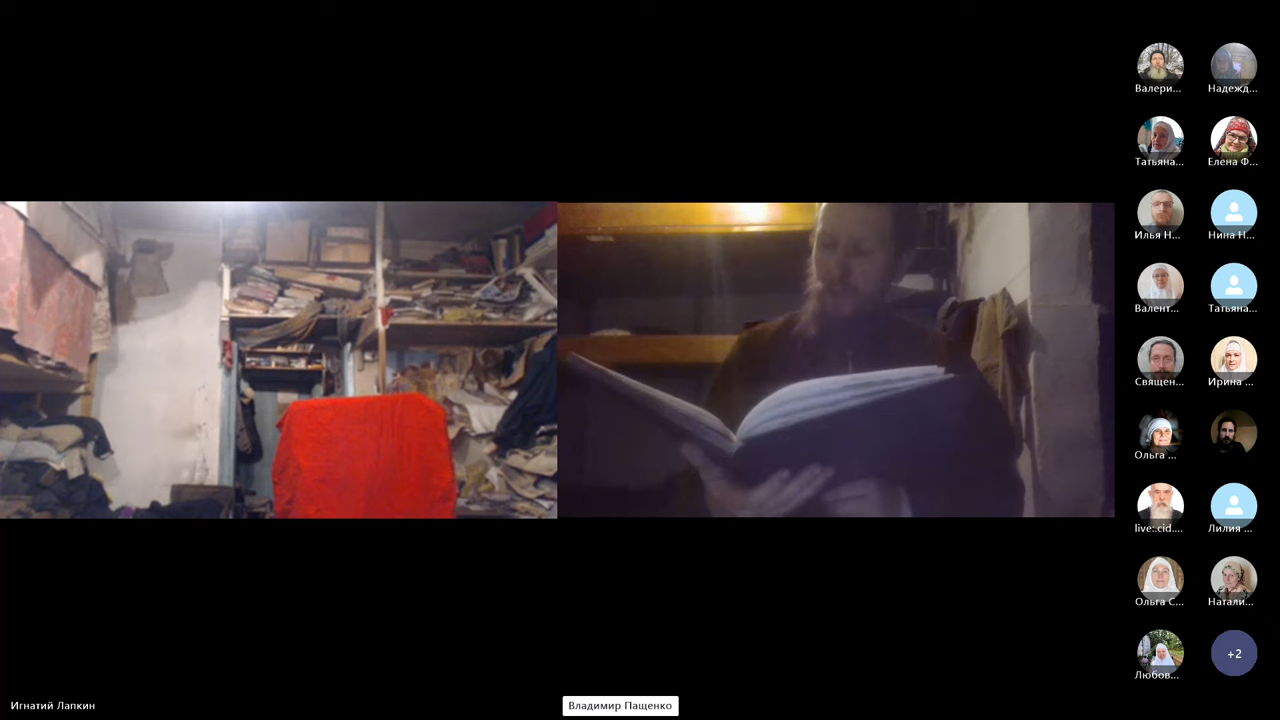 Валери... Надежд...
Татьяна... Елена Ф...
Илья Н... Нина Н...
Валент... Татьяна...
Священ... Ирина ...
Ольга ...
live:.cid.... Лилия ...
Ольга С... Натали...
Любов... +2
Игнатий Лапкин Владимир Пащенко